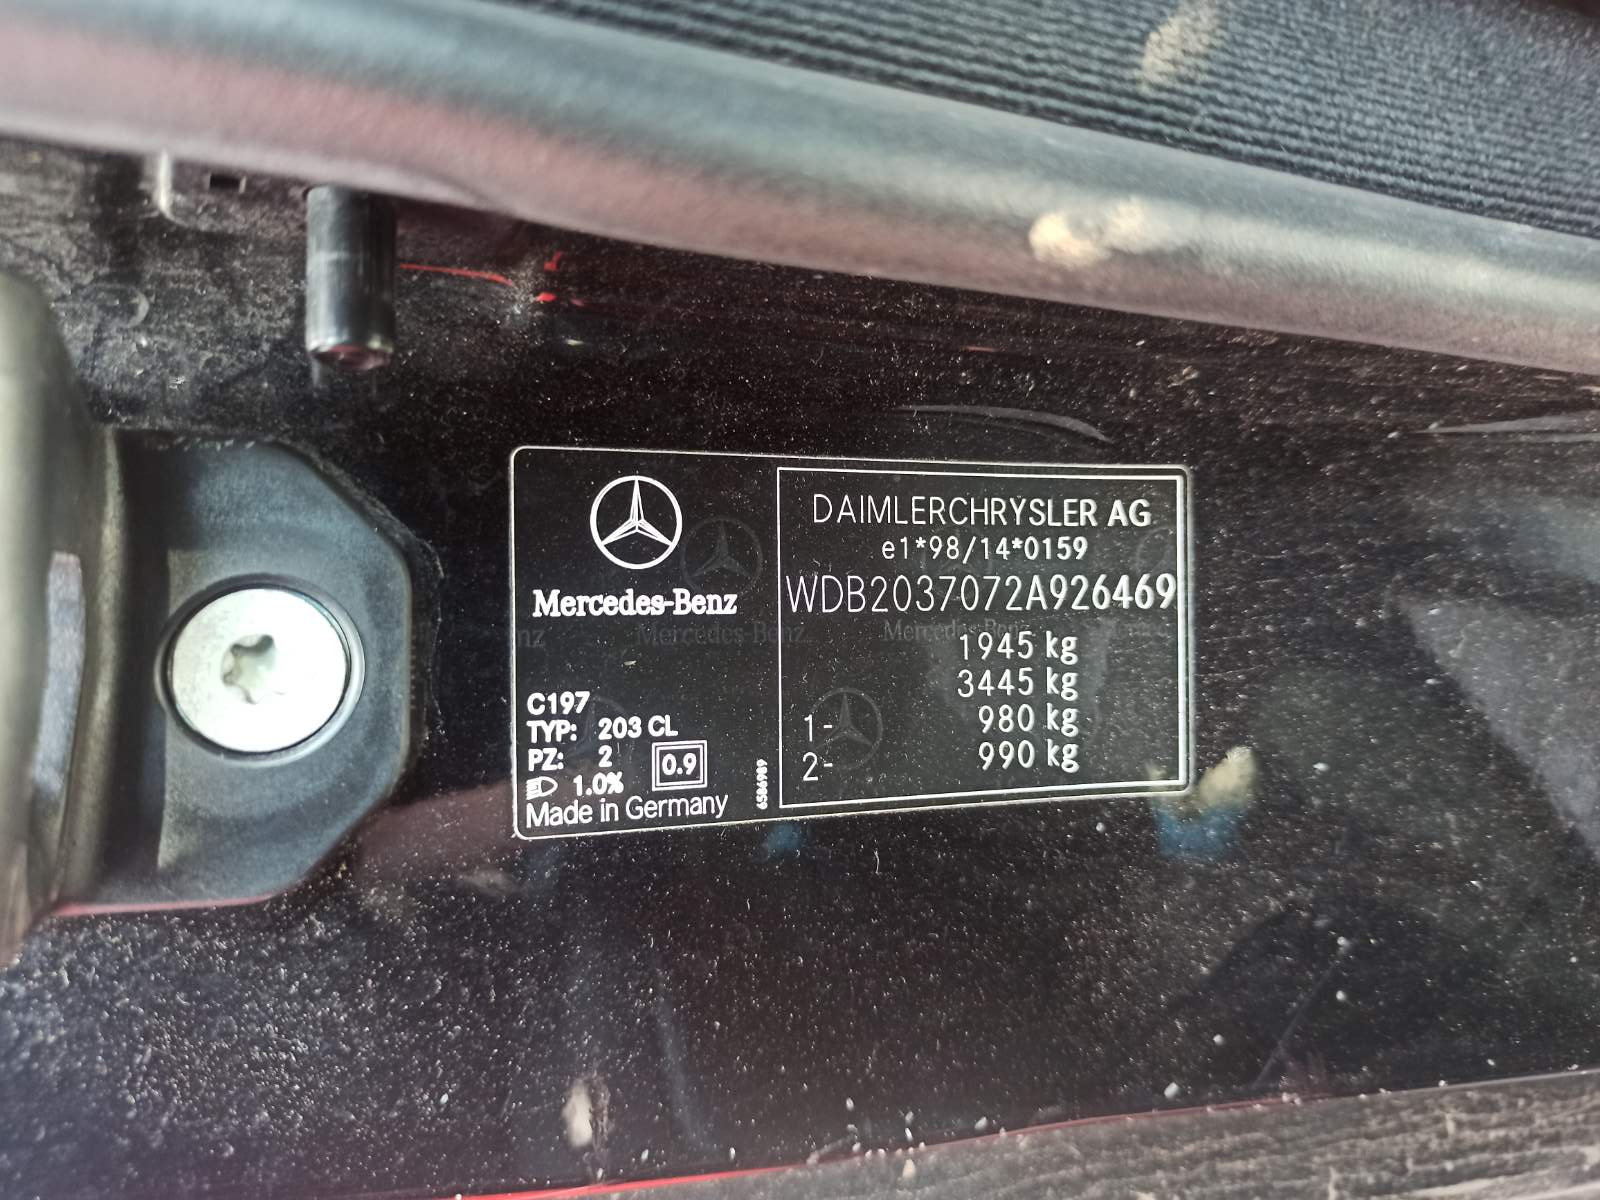 Mercedes-Benz
C197
TYP: 203 CL
PZ: 2
1.0%
0.9
Made in Germany
6586989
DAIMLERCHRYSLER AG
e1*98/14*0159
WDB2037072A926469
1945 kg
3445 kg
1- 980 kg
2- 990 kg